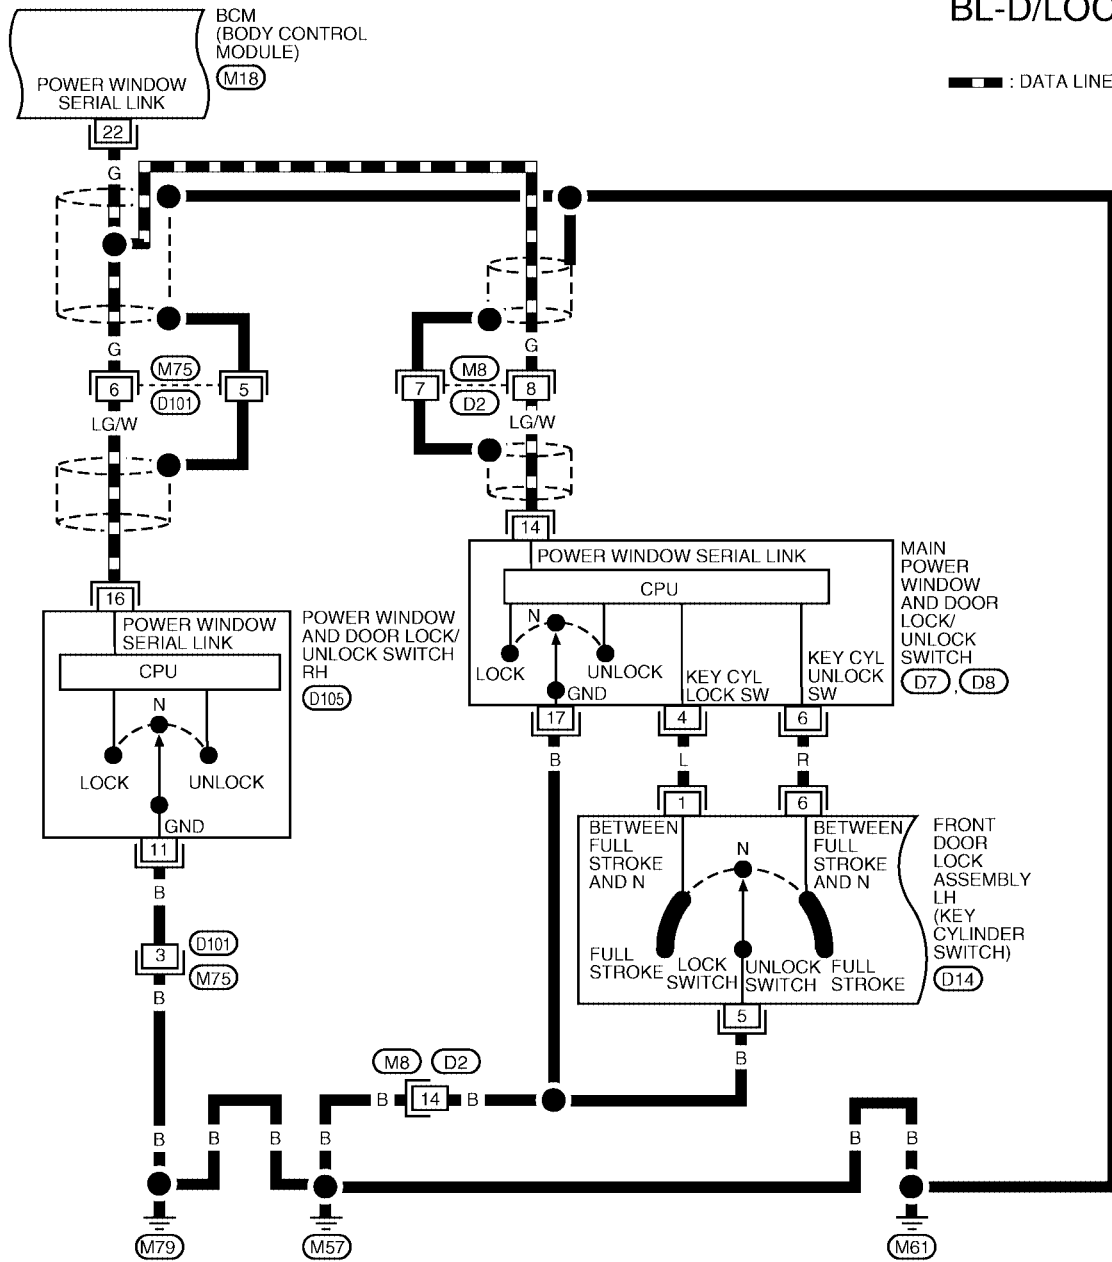 BL-D/LOC
: DATA LINE
BCM
(BODY CONTROL
MODULE)
M18
POWER WINDOW
SERIAL LINK
22
G
G
G
6
M75
D101
5
7
M8
D2
8
LG/W
LG/W
14
16
POWER WINDOW SERIAL LINK
CPU
N
LOCK
UNLOCK
GND
KEY CYL
LOCK SW
KEY CYL
UNLOCK
SW
MAIN
POWER
WINDOW
AND DOOR
LOCK/
UNLOCK
SWITCH
D7 , D8
POWER WINDOW
SERIAL LINK
CPU
N
LOCK
UNLOCK
GND
POWER WINDOW
AND DOOR LOCK/
UNLOCK SWITCH
RH
D105
17
4
6
B
L
R
1
6
11
B
3
D101
M75
B
BETWEEN
FULL
STROKE
AND N
N
BETWEEN
FULL
STROKE
AND N
FULL
STROKE
LOCK
SWITCH
UNLOCK
SWITCH
FULL
STROKE
FRONT
DOOR
LOCK
ASSEMBLY
LH
(KEY
CYLINDER
SWITCH)
D14
5
B
M8
D2
B
14
B
B
B
B
B
B
B
M79
M57
M61